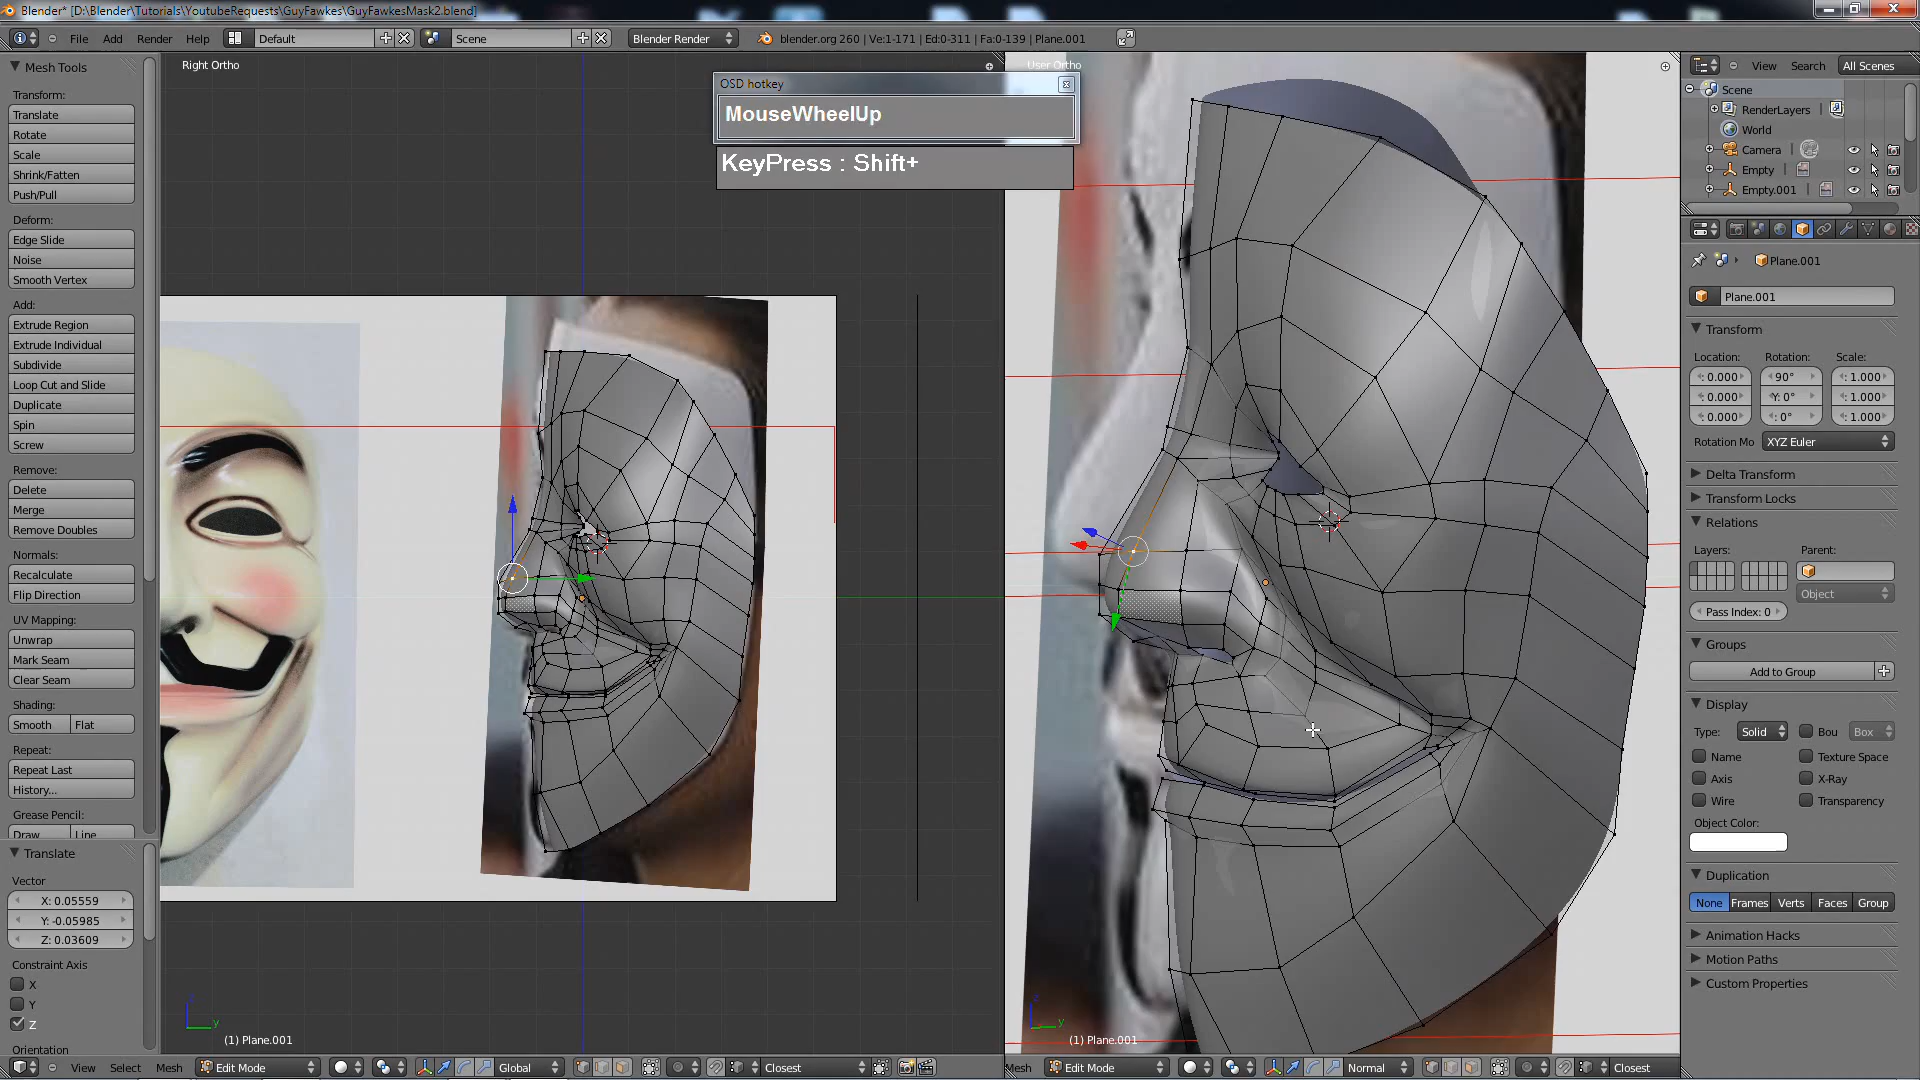 Blender* [D:\Blender\Tutorials\YoutubeRequests\GuyFawkes\GuyFawkesMask2.blend]
File Add Render Help Default Scene Blender Render blender.org 260 | Ve:1-171 | Ed:0-311 | Fa:0-139 | Plane.001
Mesh Tools
Transform:
Translate
Rotate
Scale
Shrink/Fatten
Push/Pull
Deform:
Edge Slide
Noise
Smooth Vertex
Add:
Extrude Region
Extrude Individual
Subdivide
Loop Cut and Slide
Duplicate
Spin
Screw
Remove:
Delete
Merge
Remove Doubles
Normals:
Recalculate
Flip Direction
UV Mapping:
Unwrap
Mark Seam
Clear Seam
Shading:
Smooth Flat
Repeat:
Repeat Last
History...
Grease Pencil:
Draw Line
Translate
Vector
X: 0.05559
Y: -0.05985
Z: 0.03609
Constraint Axis
X
Y
Z
Orientation
Right Ortho
OSD hotkey
MouseWheelUp
KeyPress : Shift+
z
y
(1) Plane.001
View Select Mesh Edit Mode Global Closest
User Ortho
z
y
(1) Plane.001
Mesh Edit Mode Normal Closest
View Search All Scenes
Scene
RenderLayers
World
Camera
Empty
Empty.001
Plane.001
Plane.001
Transform
Location: Rotation: Scale:
: 0.000 90° : 1.000
: 0.000 Y: 0° : 1.000
: 0.000 : 0° : 1.000
Rotation Mo XYZ Euler
Delta Transform
Transform Locks
Relations
Layers: Parent:
Object
Pass Index: 0
Groups
Add to Group
Display
Type: Solid Bou Box
Name Texture Space
Axis X-Ray
Wire Transparency
Object Color:
Duplication
None Frames Verts Faces Group
Animation Hacks
Motion Paths
Custom Properties